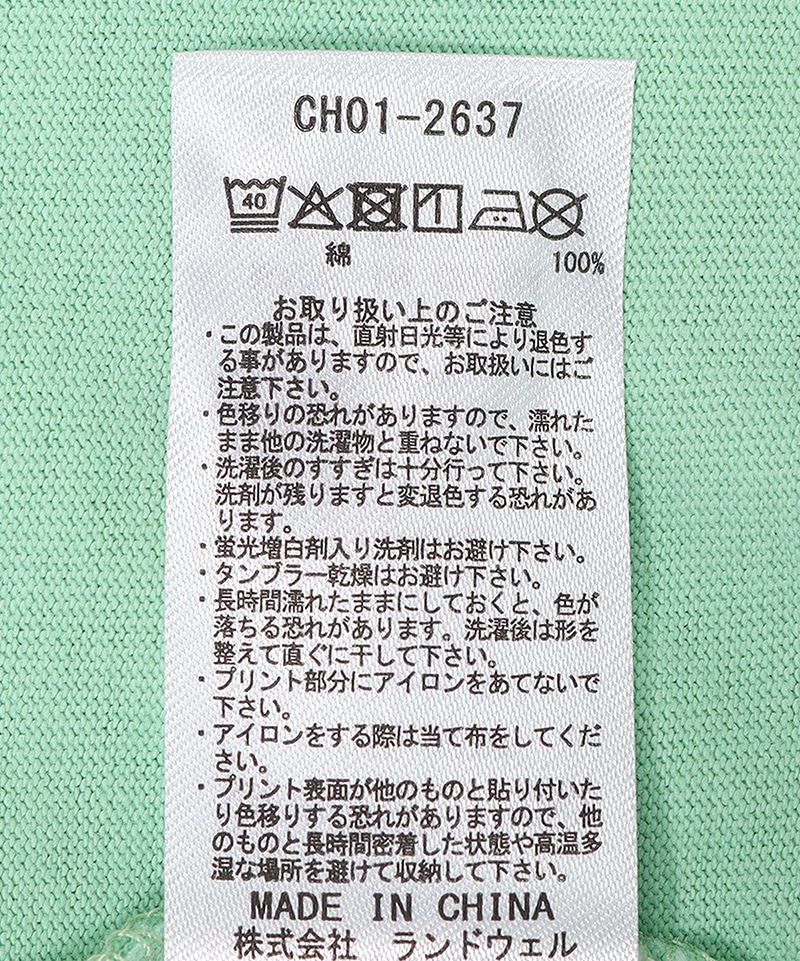 CH01-2637
40
綿 100%
お取り扱い上のご注意
・この製品は、直射日光等により退色す
る事がありますので、お取扱いにはご
注意下さい。
・色移りの恐れがありますので、濡れた
まま他の洗濯物と重ねないで下さい。
・洗濯後のすすぎは十分行って下さい。
洗剤が残りますと変退色する恐れがあ
ります。
・蛍光増白剤入り洗剤はお避け下さい。
・タンブラー乾燥はお避け下さい。
・長時間濡れたままにしておくと、色が
落ちる恐れがあります。洗濯後は形を
整えて直ぐに干して下さい。
・プリント部分にアイロンをあてないで
下さい。
・アイロンをする際は当て布をしてくだ
さい。
・プリント表面が他のものと貼り付いた
り色移りする恐れがありますので、他
のものと長時間密着した状態や高温多
湿な場所を避けて収納して下さい。
MADE IN CHINA
株式会社 ランドウェル